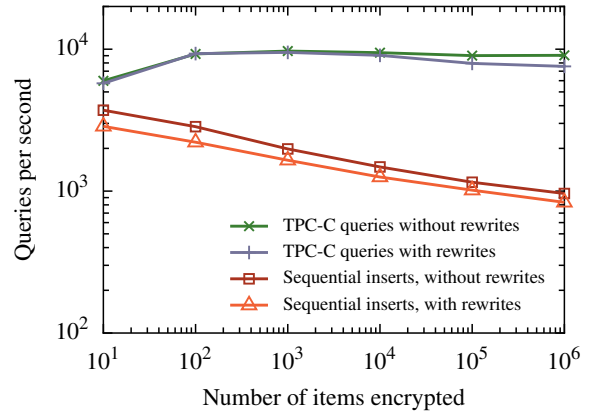 10^4
10^3
10^2
Queries per second
TPC-C queries without rewrites
TPC-C queries with rewrites
Sequential inserts, without rewrites
Sequential inserts, with rewrites
10^1 10^2 10^3 10^4 10^5 10^6
Number of items encrypted